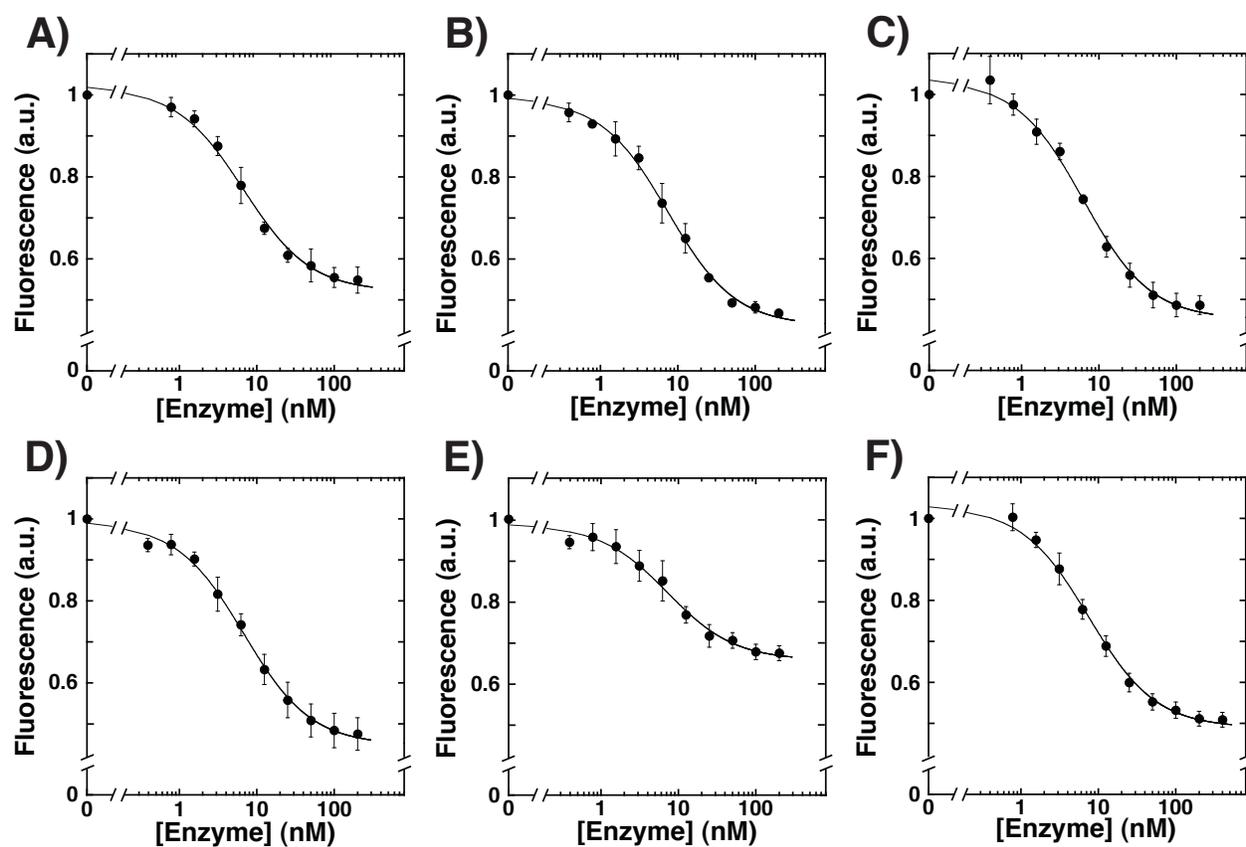 A) B) C)
Fluorescence (a.u.) Fluorescence (a.u.) Fluorescence (a.u.)
1 1 1
0.8 0.8 0.8
0.6 0.6 0.6
0 0 0
0 1 10 100 0 1 10 100 0 1 10 100
[Enzyme] (nM) [Enzyme] (nM) [Enzyme] (nM)
D) E) F)
Fluorescence (a.u.) Fluorescence (a.u.) Fluorescence (a.u.)
1 1 1
0.8 0.8 0.8
0.6 0.6 0.6
0 0 0
0 1 10 100 0 1 10 100 0 1 10 100
[Enzyme] (nM) [Enzyme] (nM) [Enzyme] (nM)